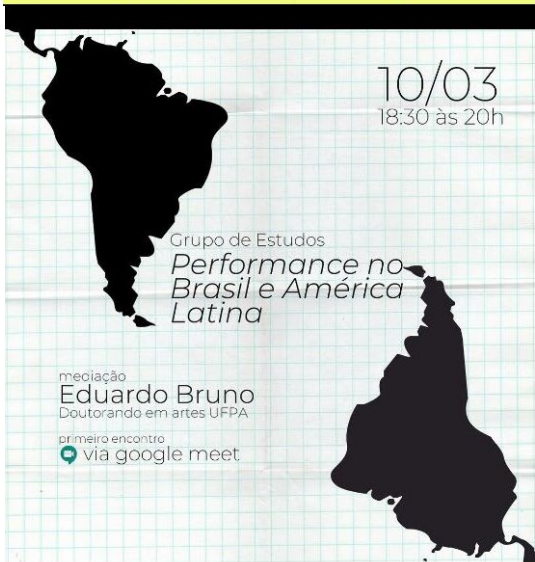 10/03
18:30 às 20h
Grupo de Estudos
Performance no
Brasil e América
Latina
mediação
Eduardo Bruno
Doutorando em artes UFPA
primeiro encontro
via google meet